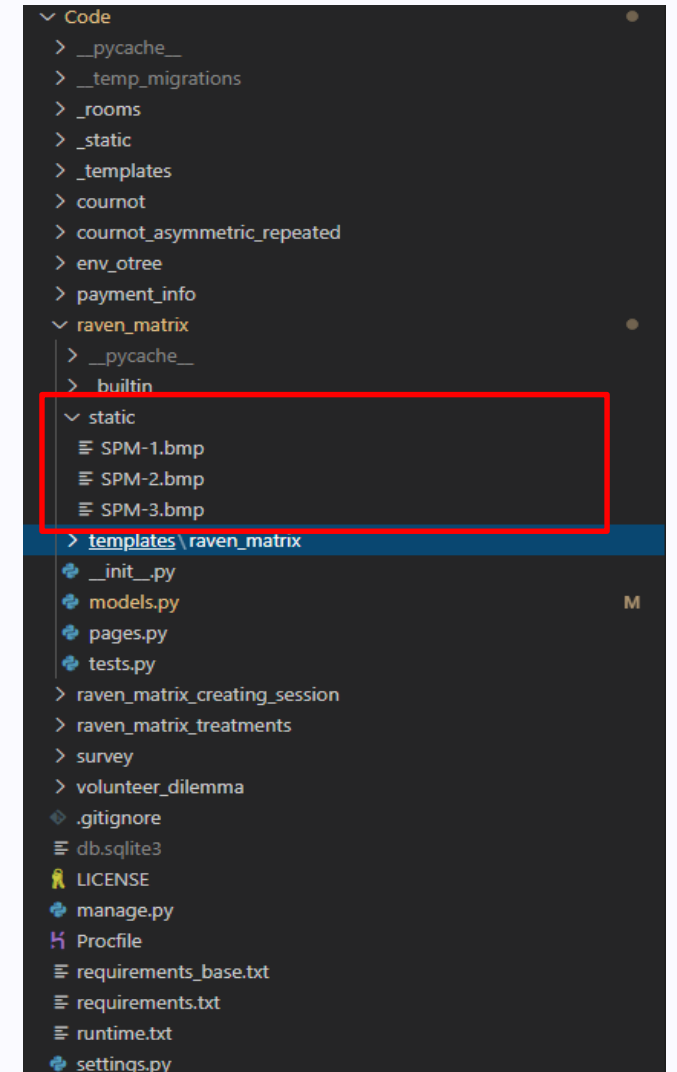 Code
__pycache__
__temp_migrations
_rooms
_static
_templates
cournot
cournot_asymmetric_repeated
env_otree
payment_info
raven_matrix
__pycache__
_builtin
static
SPM-1.bmp
SPM-2.bmp
SPM-3.bmp
templates\raven_matrix
__init__.py
models.py M
pages.py
tests.py
raven_matrix_creating_session
raven_matrix_treatments
survey
volunteer_dilemma
.gitignore
db.sqlite3
LICENSE
manage.py
Procfile
requirements_base.txt
requirements.txt
runtime.txt
settings.py